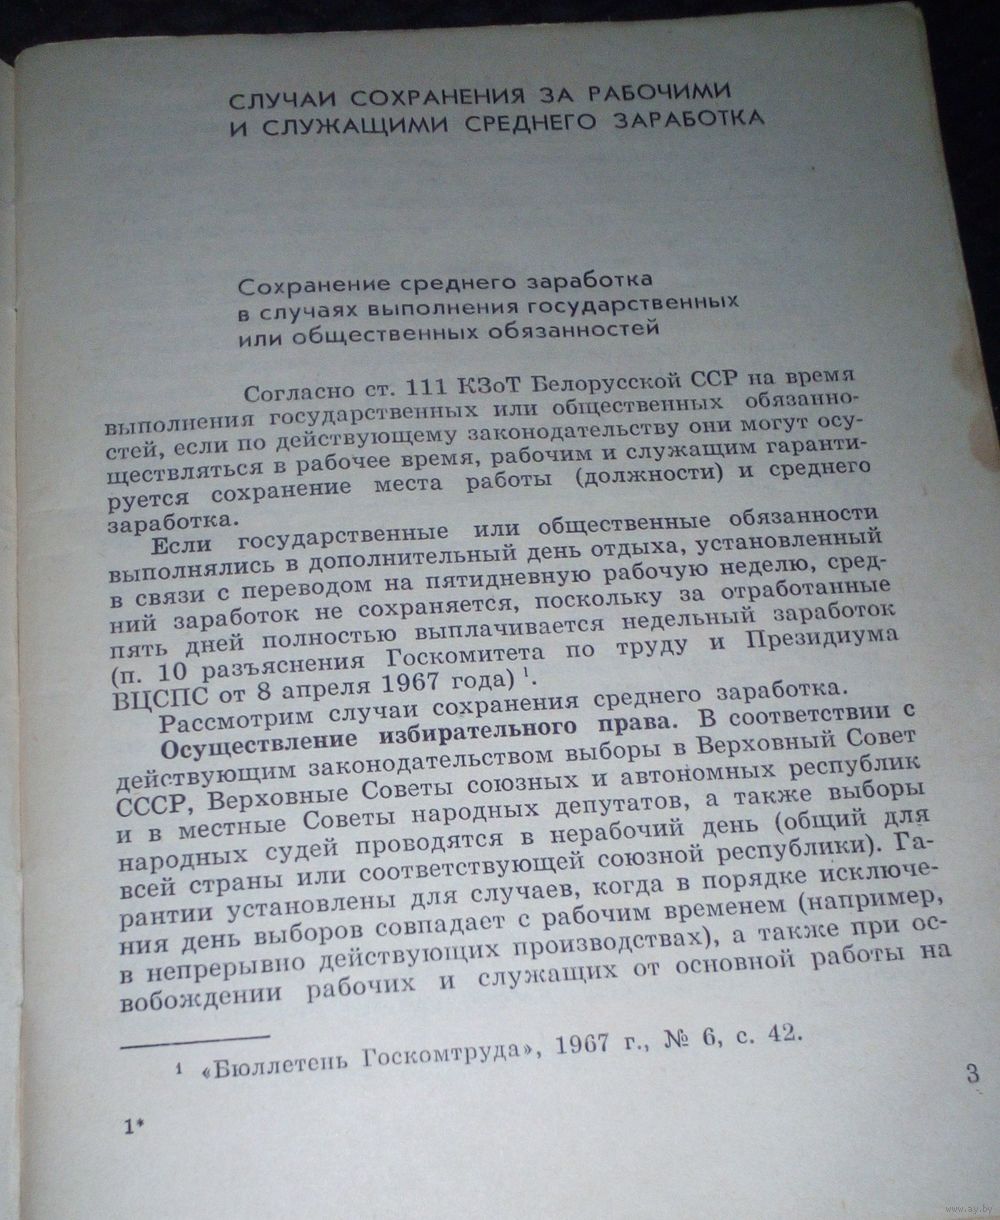 СЛУЧАИ СОХРАНЕНИЯ ЗА РАБОЧИМИ
И СЛУЖАЩИМИ СРЕДНЕГО ЗАРАБОТКА
Сохранение среднего заработка
в случаях выполнения государственных
или общественных обязанностей
Согласно ст. 111 КЗоТ Белорусской ССР на время
выполнения государственных или общественных обязанно-
стей, если по действующему законодательству они могут осу-
ществляться в рабочее время, рабочим и служащим гаранти-
руется сохранение места работы (должности) и среднего
заработка.
Если государственные или общественные обязанности
выполнялись в дополнительный день отдыха, установленный
в связи с переводом на пятидневную рабочую неделю, сред-
ний заработок не сохраняется, поскольку за отработанные
пять дней полностью выплачивается недельный заработок
(п. 10 разъяснения Госкомитета по труду и Президиума
ВЦСПС от 8 апреля 1967 года) ¹.
Рассмотрим случаи сохранения среднего заработка.
Осуществление избирательного права. В соответствии с
действующим законодательством выборы в Верховный Совет
СССР, Верховные Советы союзных и автономных республик
и в местные Советы народных депутатов, а также выборы
народных судей проводятся в нерабочий день (общий для
всей страны или соответствующей союзной республики). Га-
рантии установлены для случаев, когда в порядке исключе-
ния день выборов совпадает с рабочим временем (например,
в непрерывно действующих производствах), а также при ос-
вобождении рабочих и служащих от основной работы на
¹ «Бюллетень Госкомтруда», 1967 г., № 6, с. 42.
3
1*
www.ay.by